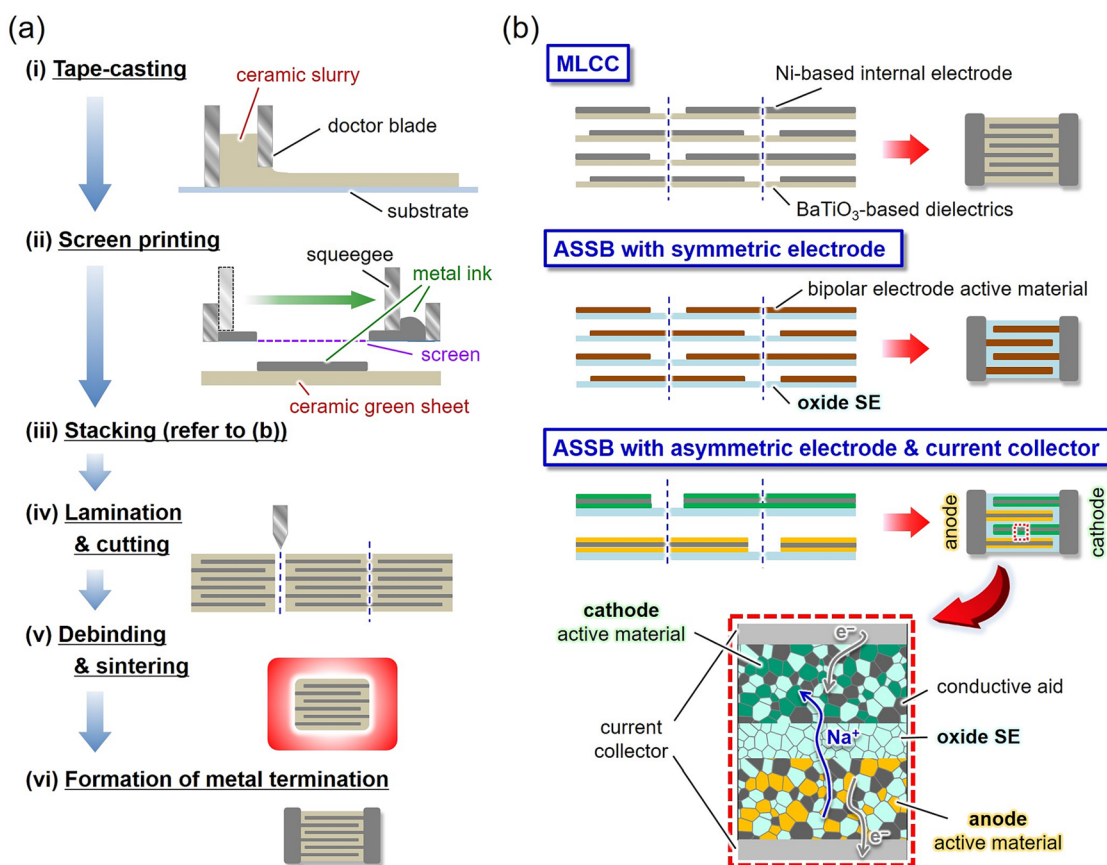 (a)
(i) Tape-casting
ceramic slurry
doctor blade
substrate
(ii) Screen printing
squeegee
metal ink
screen
ceramic green sheet
(iii) Stacking (refer to (b))
(iv) Lamination
& cutting
(v) Debinding
& sintering
(vi) Formation of metal termination
(b)
MLCC
Ni-based internal electrode
BaTiO₃-based dielectrics
ASSB with symmetric electrode
bipolar electrode active material
oxide SE
ASSB with asymmetric electrode & current collector
anode
cathode
cathode
active material
e⁻
conductive aid
current
collector
Na⁺
oxide SE
anode
active material
e⁻